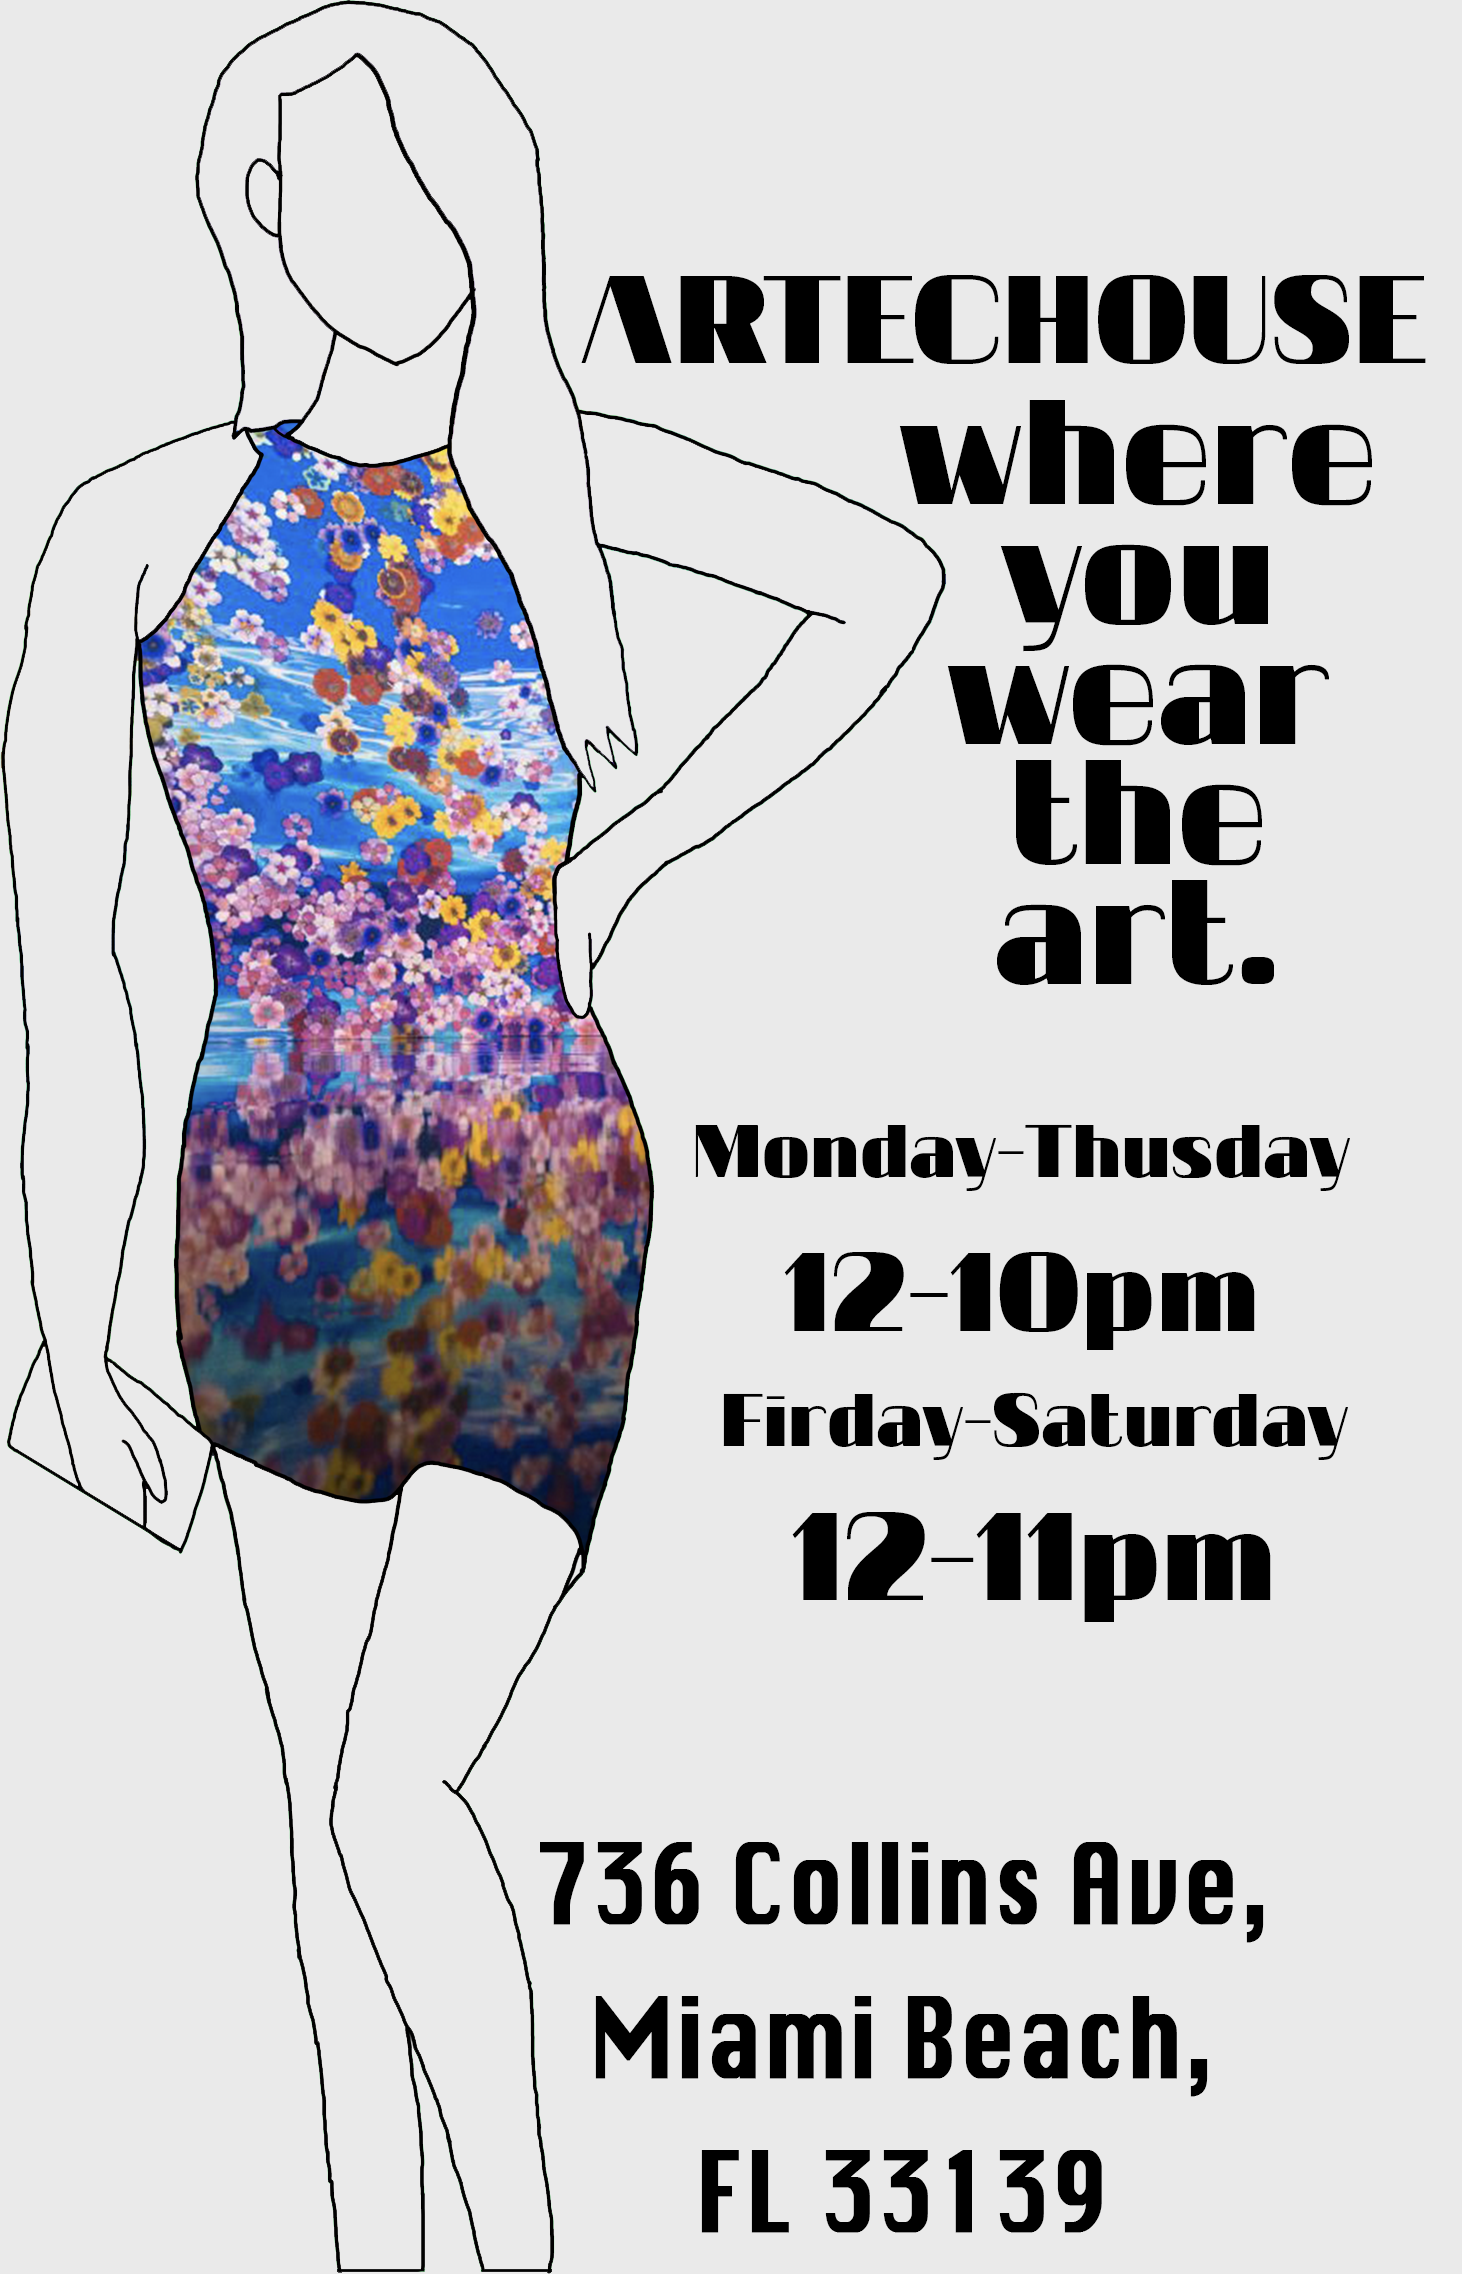 ARTECHOUSE
where
you
wear
the
art.
Monday-Thusday
12-10pm
Firday-Saturday
12-11pm
736 Collins Ave,
Miami Beach,
FL 33139